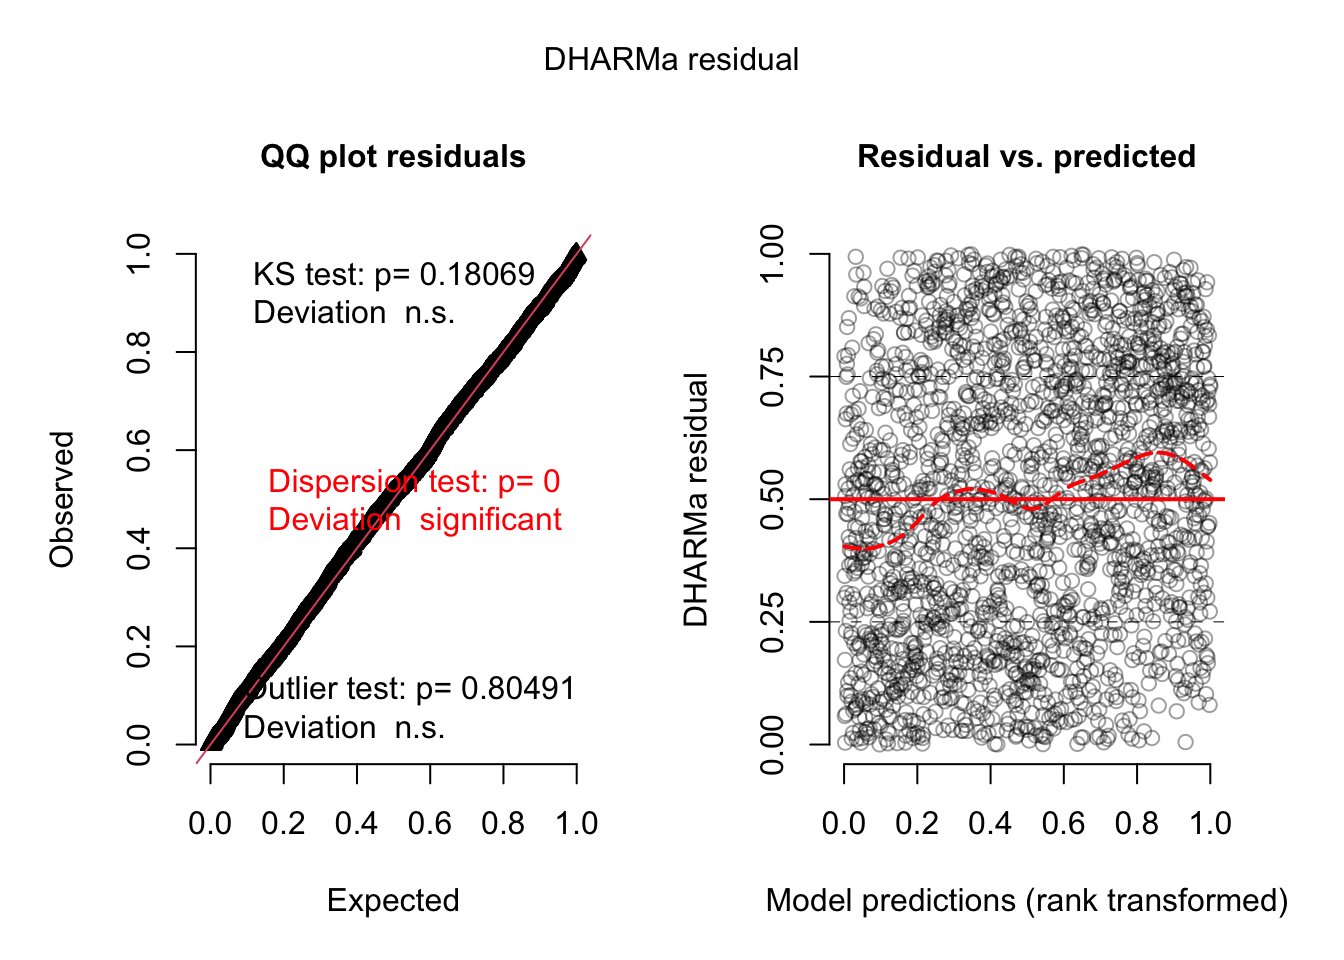 DHARMa residual
QQ plot residuals
KS test: p= 0.18069
Deviation  n.s.
Dispersion test: p= 0
Deviation  significant
Outlier test: p= 0.80491
Deviation  n.s.
Observed
0.0
0.2
0.4
0.6
0.8
1.0
0.0 0.2 0.4 0.6 0.8 1.0
Expected
Residual vs. predicted
DHARMa residual
0.00
0.25
0.50
0.75
1.00
0.0 0.2 0.4 0.6 0.8 1.0
Model predictions (rank transformed)